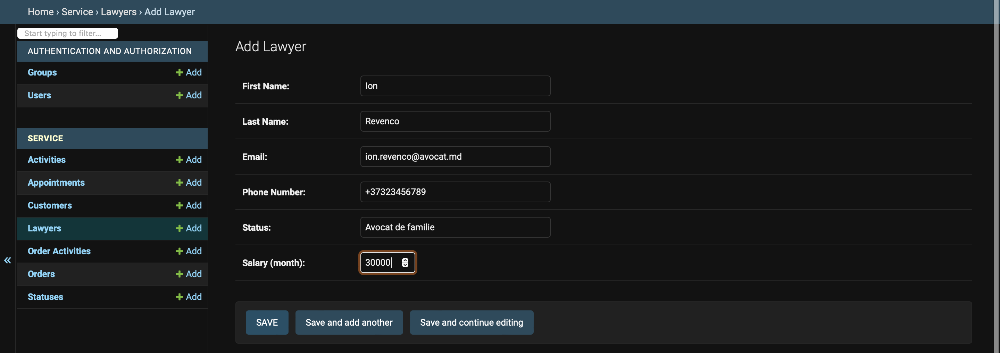 Home › Service › Lawyers › Add Lawyer
Start typing to filter...
AUTHENTICATION AND AUTHORIZATION
Groups + Add
Users + Add
SERVICE
Activities + Add
Appointments + Add
Customers + Add
Lawyers + Add
Order Activities + Add
Orders + Add
Statuses + Add
«
Add Lawyer
First Name: Ion
Last Name: Revenco
Email: ion.revenco@avocat.md
Phone Number: +37323456789
Status: Avocat de familie
Salary (month): 30000
SAVE Save and add another Save and continue editing